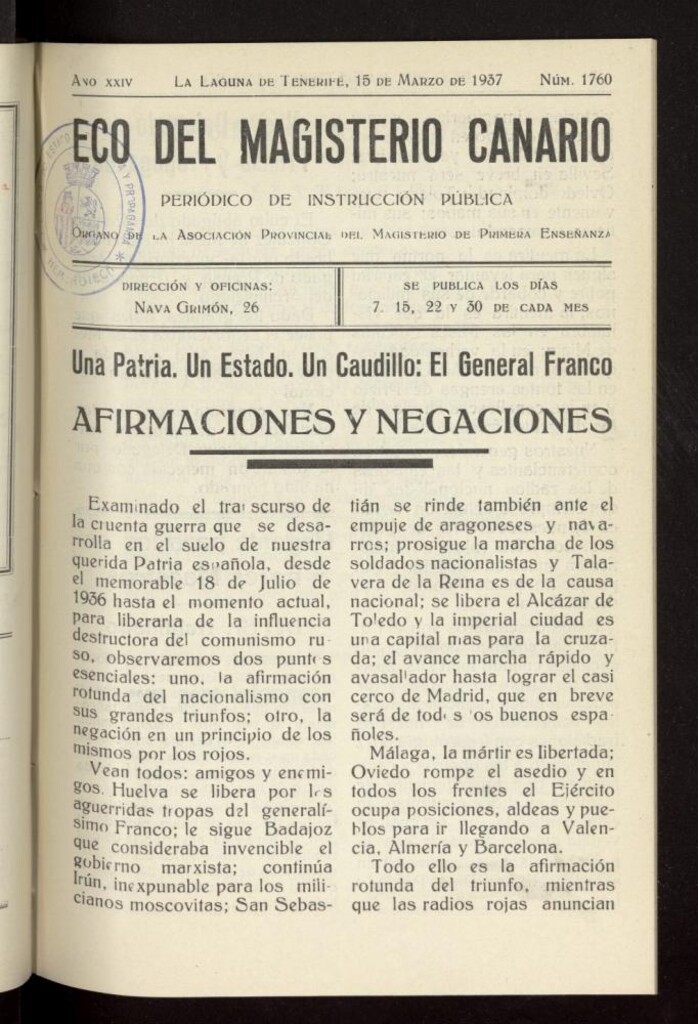 AÑO XXIV LA LAGUNA DE TENERIFE, 15 DE MARZO DE 1937 NÚM. 1760
ECO DEL MAGISTERIO CANARIO
PERIÓDICO DE INSTRUCCIÓN PÚBLICA
ÓRGANO DE LA ASOCIACIÓN PROVINCIAL DEL MAGISTERIO DE PRIMERA ENSEÑANZA
DIRECCIÓN Y OFICINAS:
NAVA GRIMÓN, 26
SE PUBLICA LOS DÍAS
7. 15, 22 Y 30 DE CADA MES
Una Patria. Un Estado. Un Caudillo: El General Franco
AFIRMACIONES Y NEGACIONES
Examinado el transcurso de
la cruenta guerra que se desa-
rrolla en el suelo de nuestra
querida Patria española, desde
el memorable 18 de Julio de
1936 hasta el momento actual,
para liberarla de la influencia
destructora del comunismo ru-
so, observaremos dos puntos
esenciales: uno, la afirmación
rotunda del nacionalismo con
sus grandes triunfos; otro, la
negación en un principio de los
mismos por los rojos.
Vean todos: amigos y enemi-
gos. Huelva se libera por las
aguerridas tropas del generalí-
simo Franco; le sigue Badajoz
que consideraba invencible el
gobierno marxista; continúa
Irún, inexpunable para los mili-
cianos moscovitas; San Sebas-
tián se rinde también ante el
empuje de aragoneses y nava-
rros; prosigue la marcha de los
soldados nacionalistas y Tala-
vera de la Reina es de la causa
nacional; se libera el Alcázar de
Toledo y la imperial ciudad es
una capital mas para la cruza-
da; el avance marcha rápido y
avasallador hasta lograr el casi
cerco de Madrid, que en breve
será de todos los buenos espa-
ñoles.
Málaga, la mártir es libertada;
Oviedo rompe el asedio y en
todos los frentes el Ejército
ocupa posiciones, aldeas y pue-
blos para ir llegando a Valen-
cia, Almería y Barcelona.
Todo ello es la afirmación
rotunda del triunfo, mientras
que las radios rojas anuncian